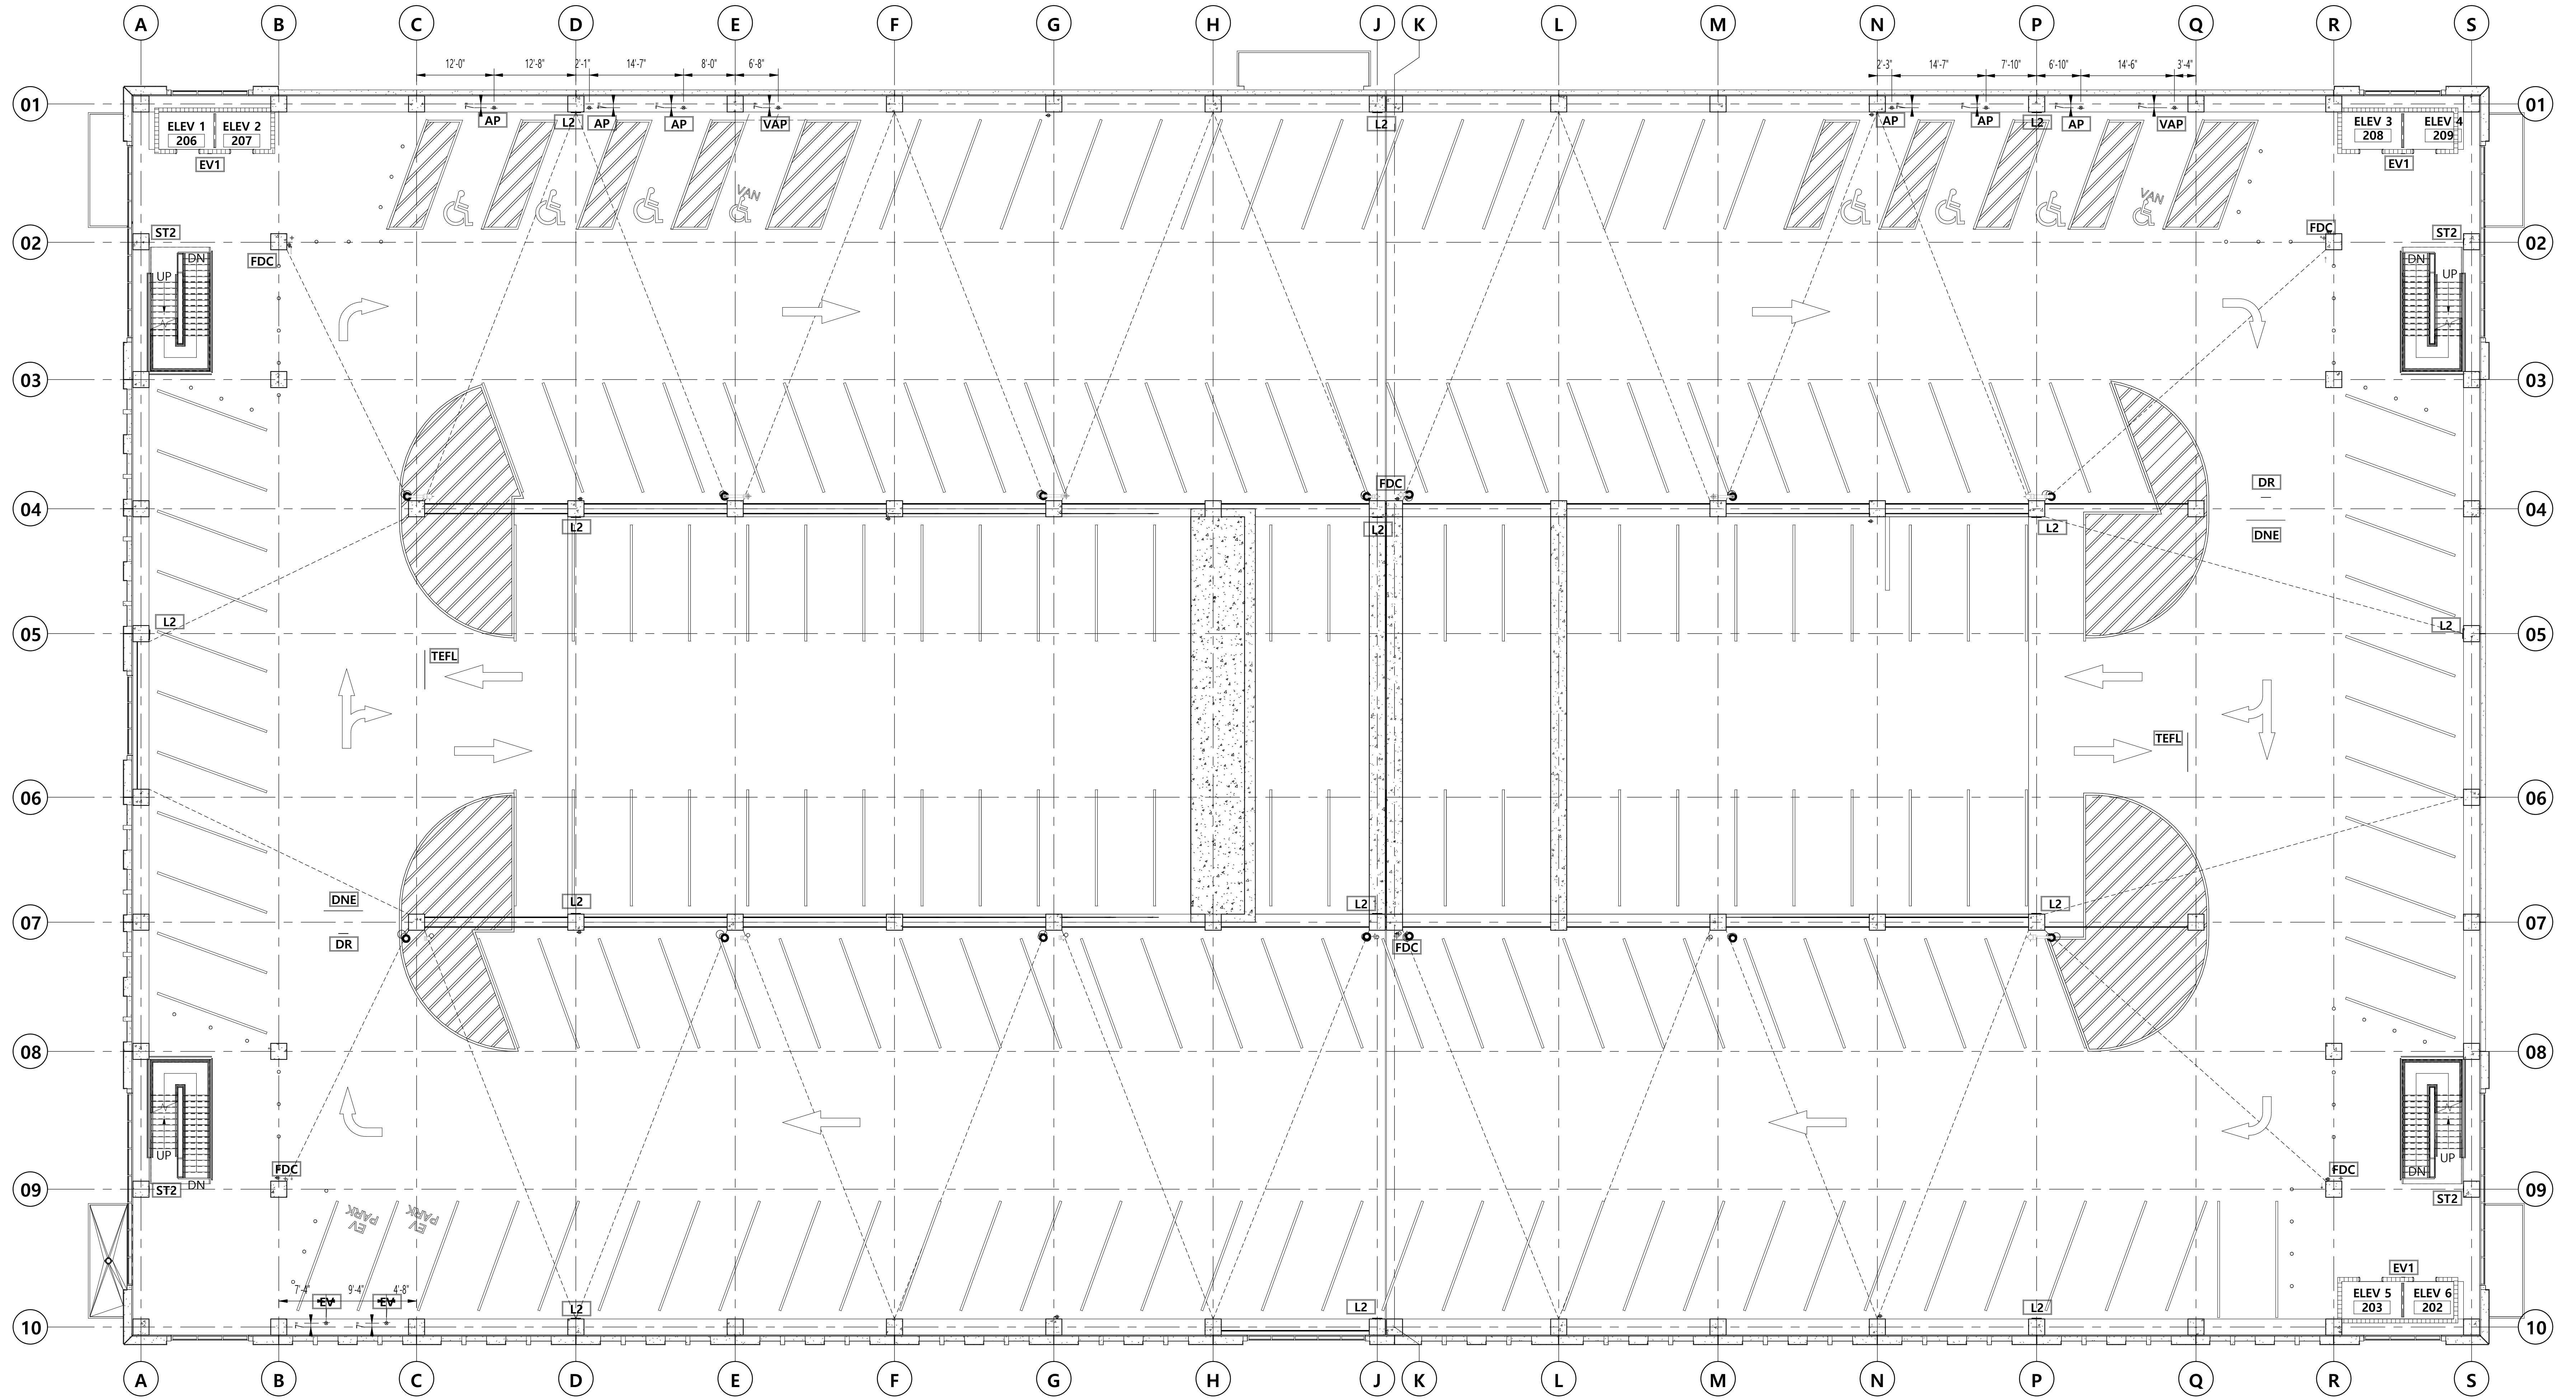 A B C D E F G H J K L M N P Q R S
12'-0" 12'-8" 2'-1" 14'-7" 8'-0" 6'-8" 2'-3" 14'-7" 7'-10" 6'-10" 14'-6" 3'-4"
01 01
AP L2 AP AP VAP L2 AP AP L2 AP VAP
ELEV 1 ELEV 2 ELEV 3 ELEV 4
206 207 208 209
EV1 EV1
VAN VAN
ST2 FDC ST2
02 02
FDC
DN DN
UP UP
03 03
FDC DR
04 04
L2 L2 L2
DNE
L2 L2
05 05
TEFL
TEFL
06 06
DNE L2 L2 L2
07 07
DR FDC
08 08
UP DN UP
FDC FDC
DN
ST2 ST2
09 09
EV PARK EV PARK
EV1
7'-4" 9'-4" 4'-8"
EV EV L2 L2 L2
ELEV 5 ELEV 6
203 202
10 10
A B C D E F G H J K L M N P Q R S